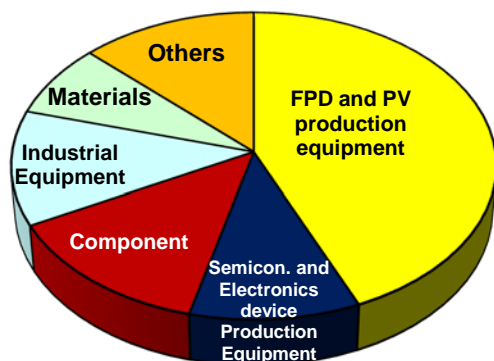 Others
FPD and PV
production
equipment
Materials
Industrial
Equipment
Component
Semicon. and
Electronics
device
Production
Equipment